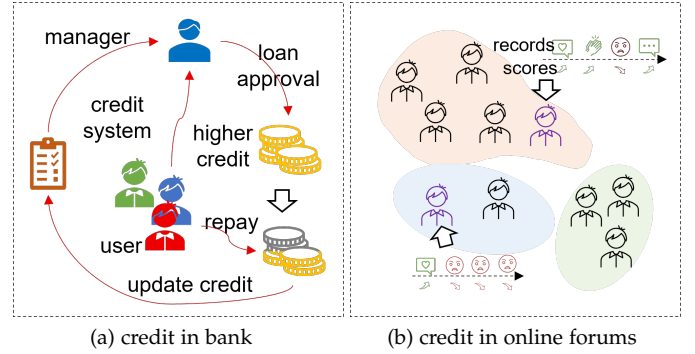 manager
loan
approval
credit
system
higher
credit
user
repay
update credit
records
scores
(a) credit in bank
(b) credit in online forums